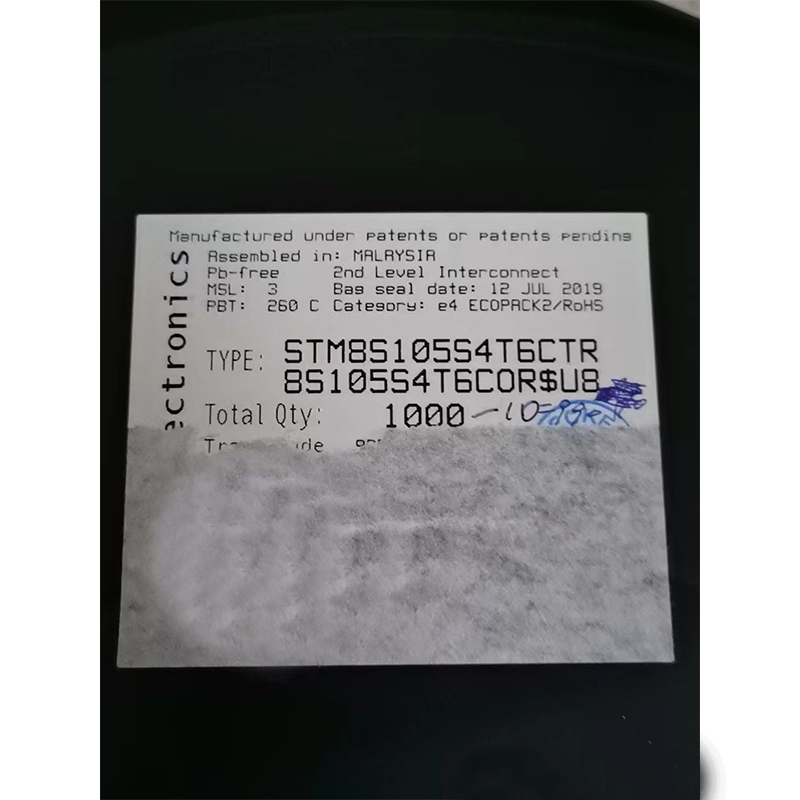 Manufactured under patents or patents pending
Assembled in: MALAYSIA
Pb-free 2nd Level Interconnect
MSL: 3 Bag seal date: 12 JUL 2019
PBT: 260 C Category: e4 ECOPACK2/RoHS
ectronics
TYPE: STM8S105S4T6CTR
8S105S4T6COR$U8
Total Qty: 1000